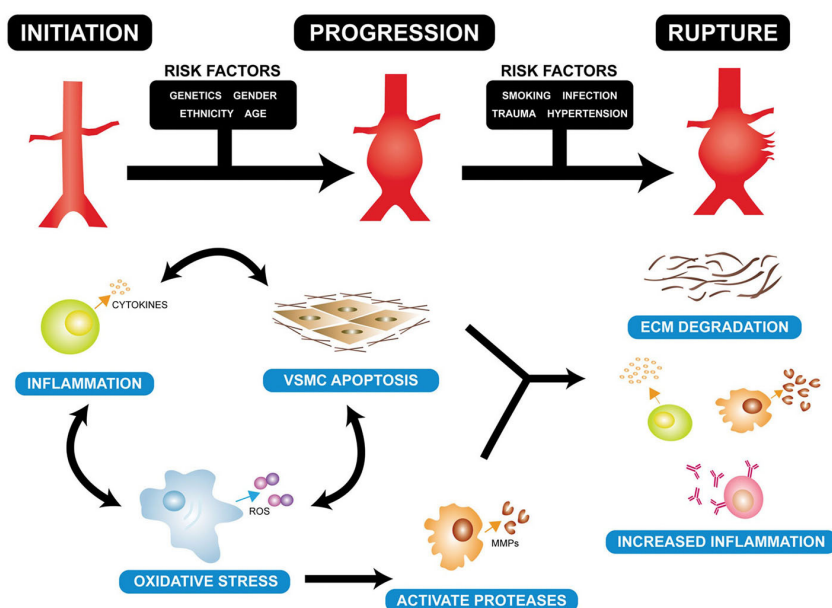 INITIATION
PROGRESSION
RUPTURE
RISK FACTORS
GENETICS GENDER
ETHNICITY AGE
RISK FACTORS
SMOKING INFECTION
TRAUMA HYPERTENSION
CYTOKINES
INFLAMMATION
VSMC APOPTOSIS
ECM DEGRADATION
ROS
OXIDATIVE STRESS
MMPs
ACTIVATE PROTEASES
INCREASED INFLAMMATION